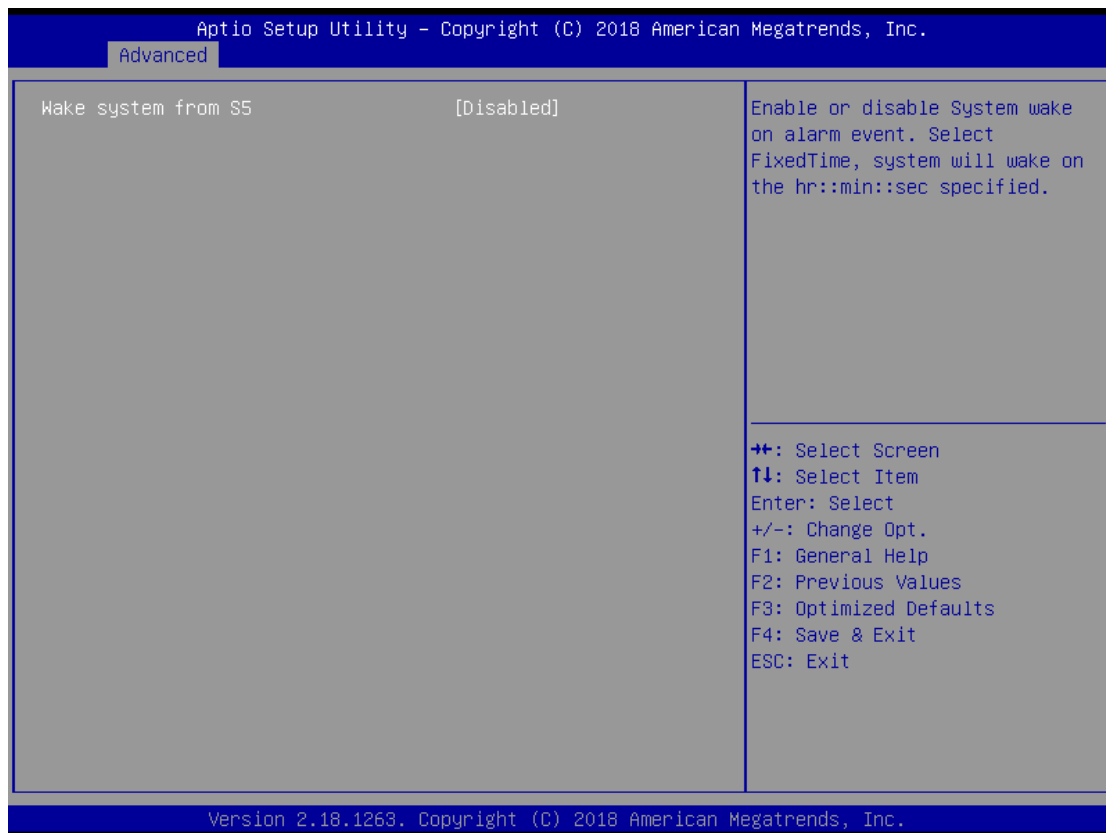 Aptio Setup Utility – Copyright (C) 2018 American Megatrends, Inc.
Advanced
Wake system from S5 [Disabled]
Enable or disable System wake
on alarm event. Select
FixedTime, system will wake on
the hr::min::sec specified.
→←: Select Screen
↑↓: Select Item
Enter: Select
+/-: Change Opt.
F1: General Help
F2: Previous Values
F3: Optimized Defaults
F4: Save & Exit
ESC: Exit
Version 2.18.1263. Copyright (C) 2018 American Megatrends, Inc.